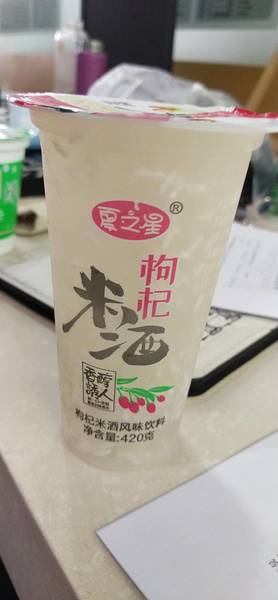 夏之星®
枸杞
米酒
香醇
诱人
枸杞米酒风味饮料
净含量:420克